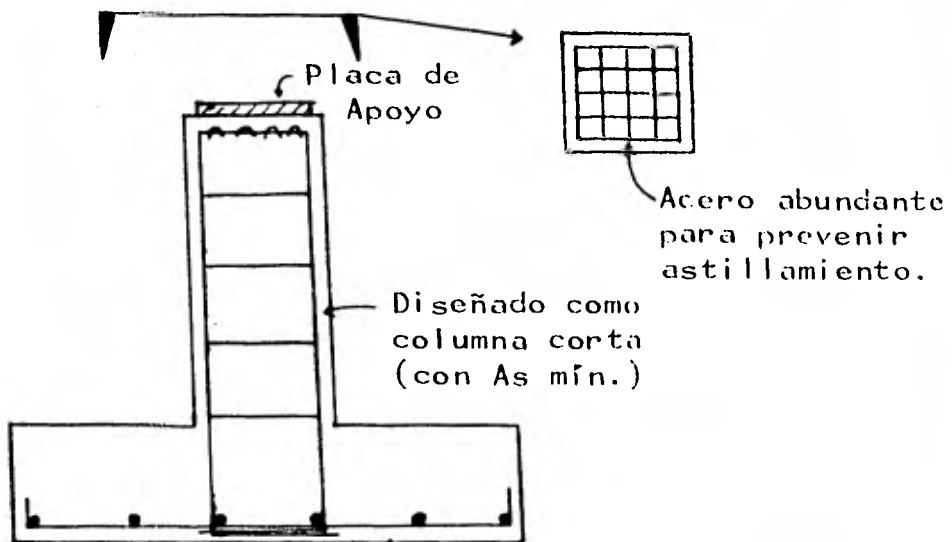 Placa de
Apoyo
Acero abundante
para prevenir
astillamiento.
Diseñado como
columna corta
(con As mín.)